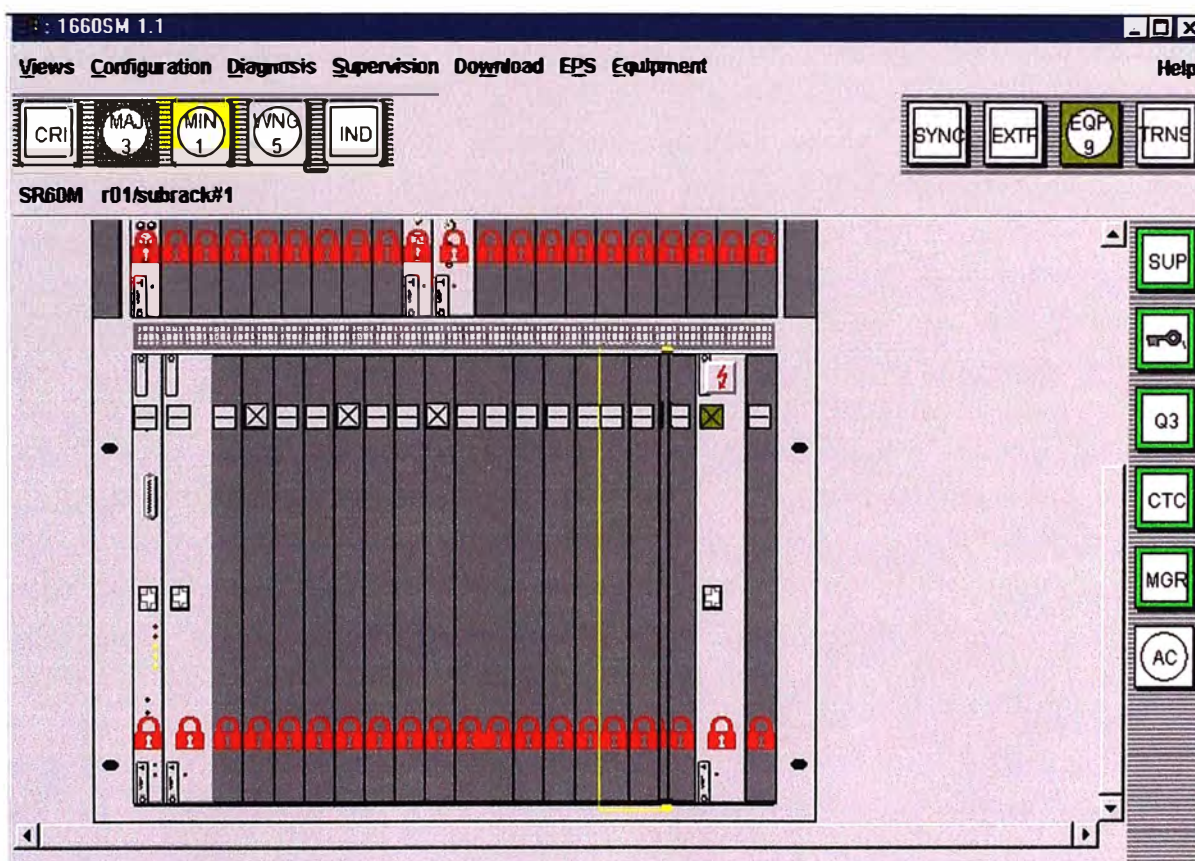 : 1660SM 1.1
Views Configuration Diagnosis Supervision Download EPS Equipment Help
CRI MAJ 3 MIN 1 WNG 5 IND SYNC EXTR EQP 9 TRNS
SR60M r01/subrack#1
SUP
Q3
CTC
MGR
AC